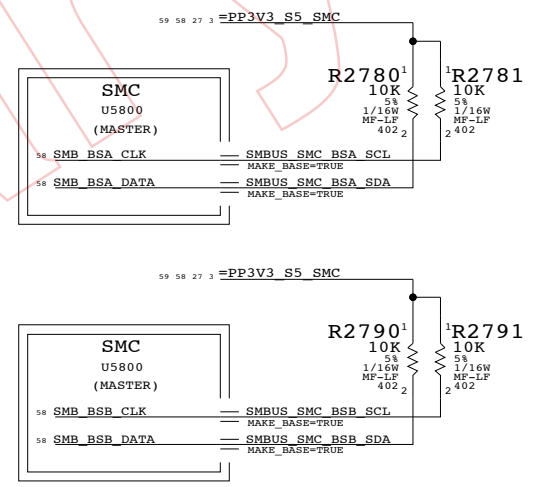 59 58 27 3 =PP3V3_S5_SMC
R2780 1 1 R2781
10K 10K
5% 5%
1/16W 1/16W
MF-LF MF-LF
402 2 2 402
SMC
U5800
(MASTER)
58 SMB_BSA_CLK SMBUS_SMC_BSA_SCL
MAKE_BASE=TRUE
58 SMB_BSA_DATA SMBUS_SMC_BSA_SDA
MAKE_BASE=TRUE
59 58 27 3 =PP3V3_S5_SMC
R2790 1 1 R2791
10K 10K
5% 5%
1/16W 1/16W
MF-LF MF-LF
402 2 2 402
SMC
U5800
(MASTER)
58 SMB_BSB_CLK SMBUS_SMC_BSB_SCL
MAKE_BASE=TRUE
58 SMB_BSB_DATA SMBUS_SMC_BSB_SDA
MAKE_BASE=TRUE